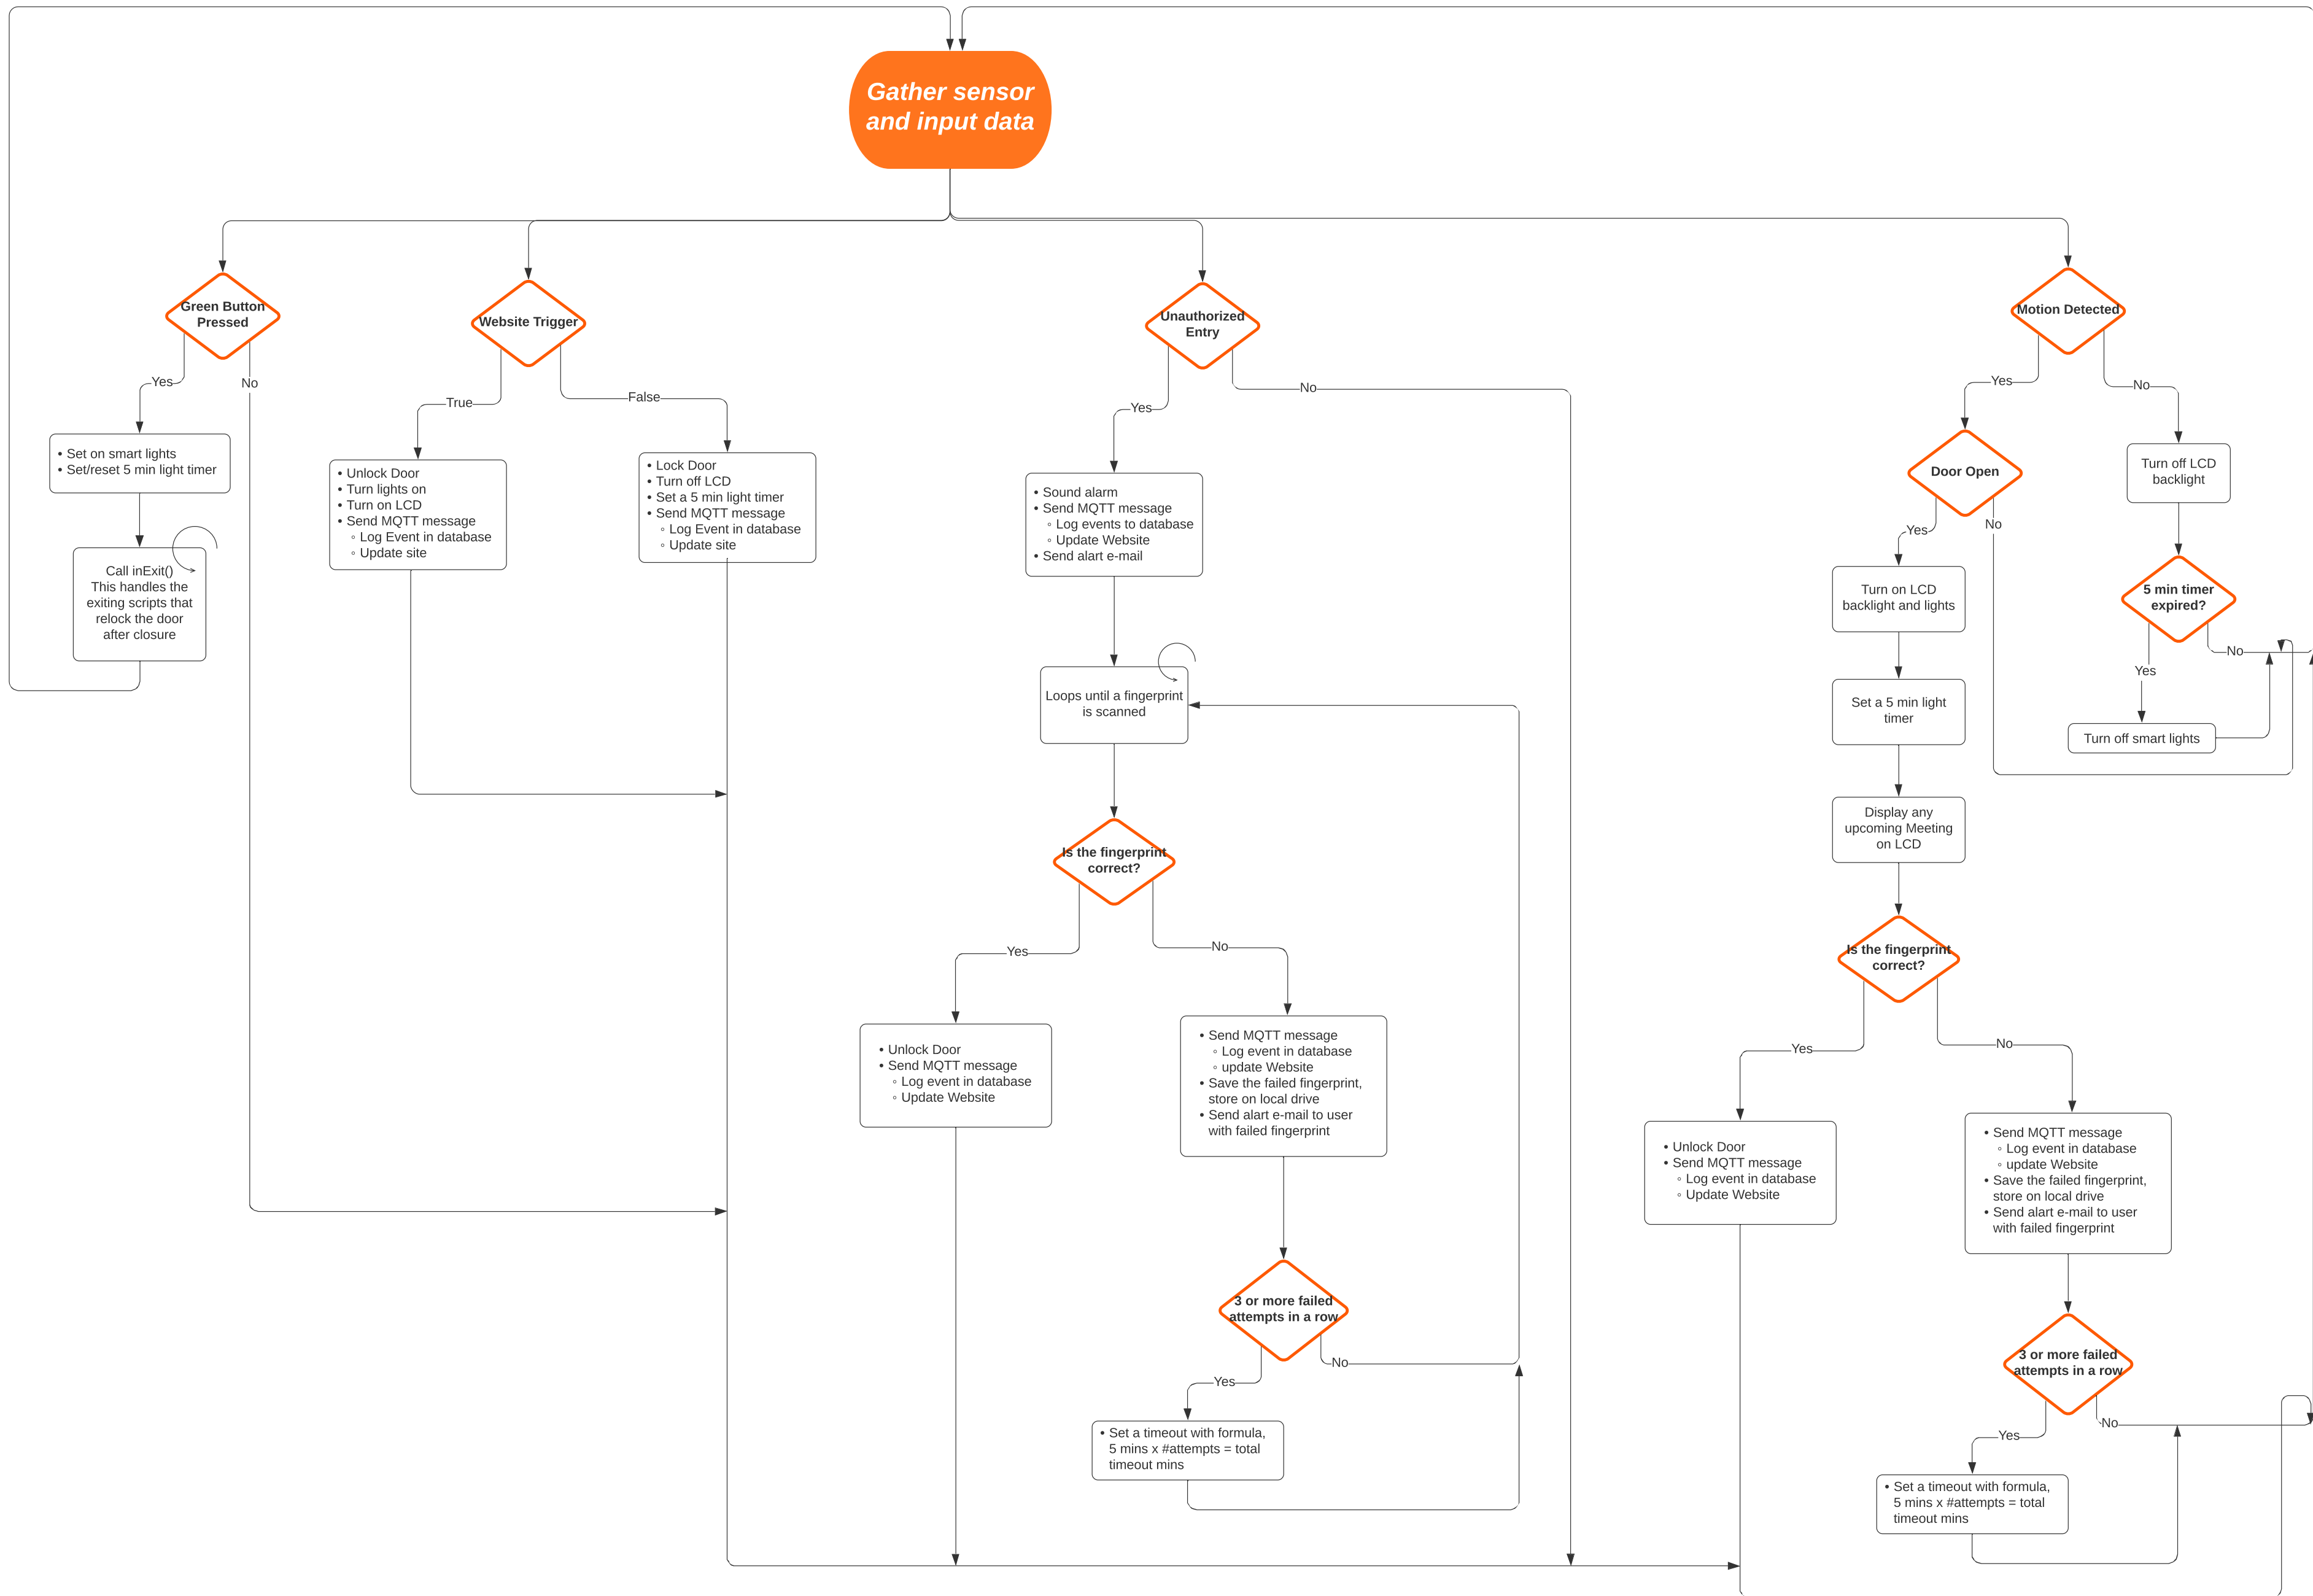 Gather sensor
and input data
Green Button
Pressed
Yes
No
• Set on smart lights
• Set/reset 5 min light timer
Call inExit()
This handles the
exiting scripts that
relock the door
after closure
Website Trigger
True
False
• Unlock Door
• Turn lights on
• Turn on LCD
• Send MQTT message
◦ Log Event in database
◦ Update site
• Lock Door
• Turn off LCD
• Set a 5 min light timer
• Send MQTT message
◦ Log Event in database
◦ Update site
Unauthorized
Entry
Yes
No
• Sound alarm
• Send MQTT message
◦ Log events to database
◦ Update Website
• Send alart e-mail
Loops until a fingerprint
is scanned
Is the fingerprint
correct?
Yes
No
• Unlock Door
• Send MQTT message
◦ Log event in database
◦ Update Website
• Send MQTT message
◦ Log event in database
◦ update Website
• Save the failed fingerprint,
store on local drive
• Send alart e-mail to user
with failed fingerprint
3 or more failed
attempts in a row
Yes
No
• Set a timeout with formula,
5 mins x #attempts = total
timeout mins
Motion Detected
Yes
No
Door Open
Yes
No
Turn on LCD
backlight and lights
Set a 5 min light
timer
Display any
upcoming Meeting
on LCD
Turn off LCD
backlight
5 min timer
expired?
Yes
No
Turn off smart lights
Is the fingerprint
correct?
Yes
No
• Unlock Door
• Send MQTT message
◦ Log event in database
◦ Update Website
• Send MQTT message
◦ Log event in database
◦ update Website
• Save the failed fingerprint,
store on local drive
• Send alart e-mail to user
with failed fingerprint
3 or more failed
attempts in a row
Yes
No
• Set a timeout with formula,
5 mins x #attempts = total
timeout mins